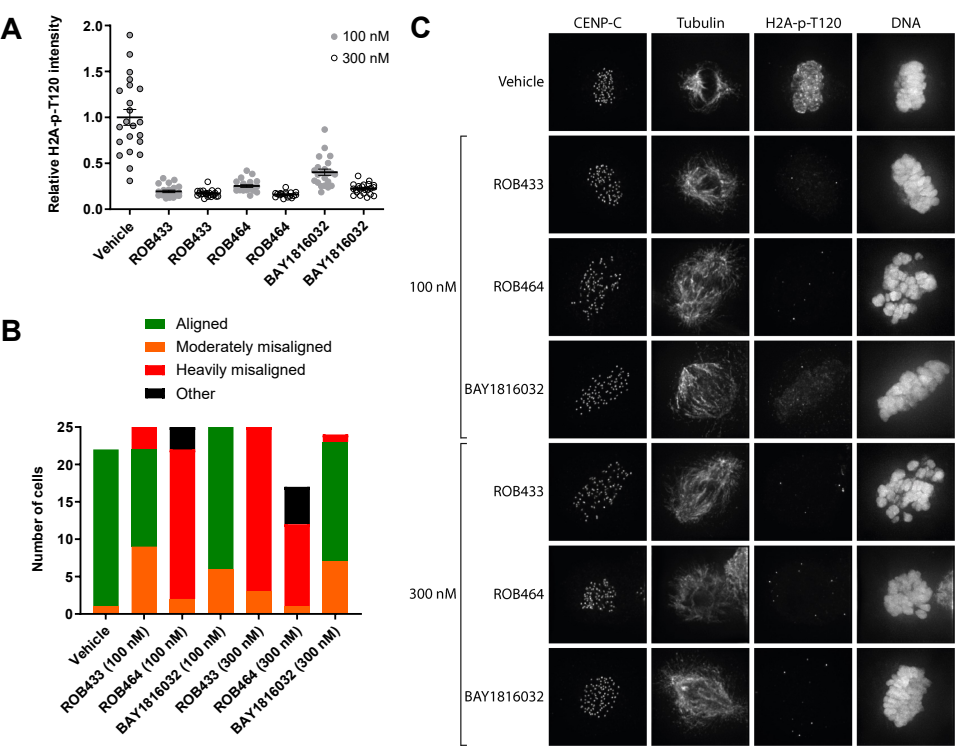 A
Relative H2A-p-T120 intensity
2.0
1.5
1.0
0.5
0.0
100 nM
300 nM
Vehicle
ROB433
ROB433
ROB464
ROB464
BAY1816032
BAY1816032
B
Aligned
Moderately misaligned
Heavily misaligned
Other
Number of cells
25
20
15
10
5
0
Vehicle
ROB433 (100 nM)
ROB464 (100 nM)
BAY1816032 (100 nM)
ROB433 (300 nM)
ROB464 (300 nM)
BAY1816032 (300 nM)
C
CENP-C Tubulin H2A-p-T120 DNA
Vehicle
100 nM
ROB433
ROB464
BAY1816032
300 nM
ROB433
ROB464
BAY1816032